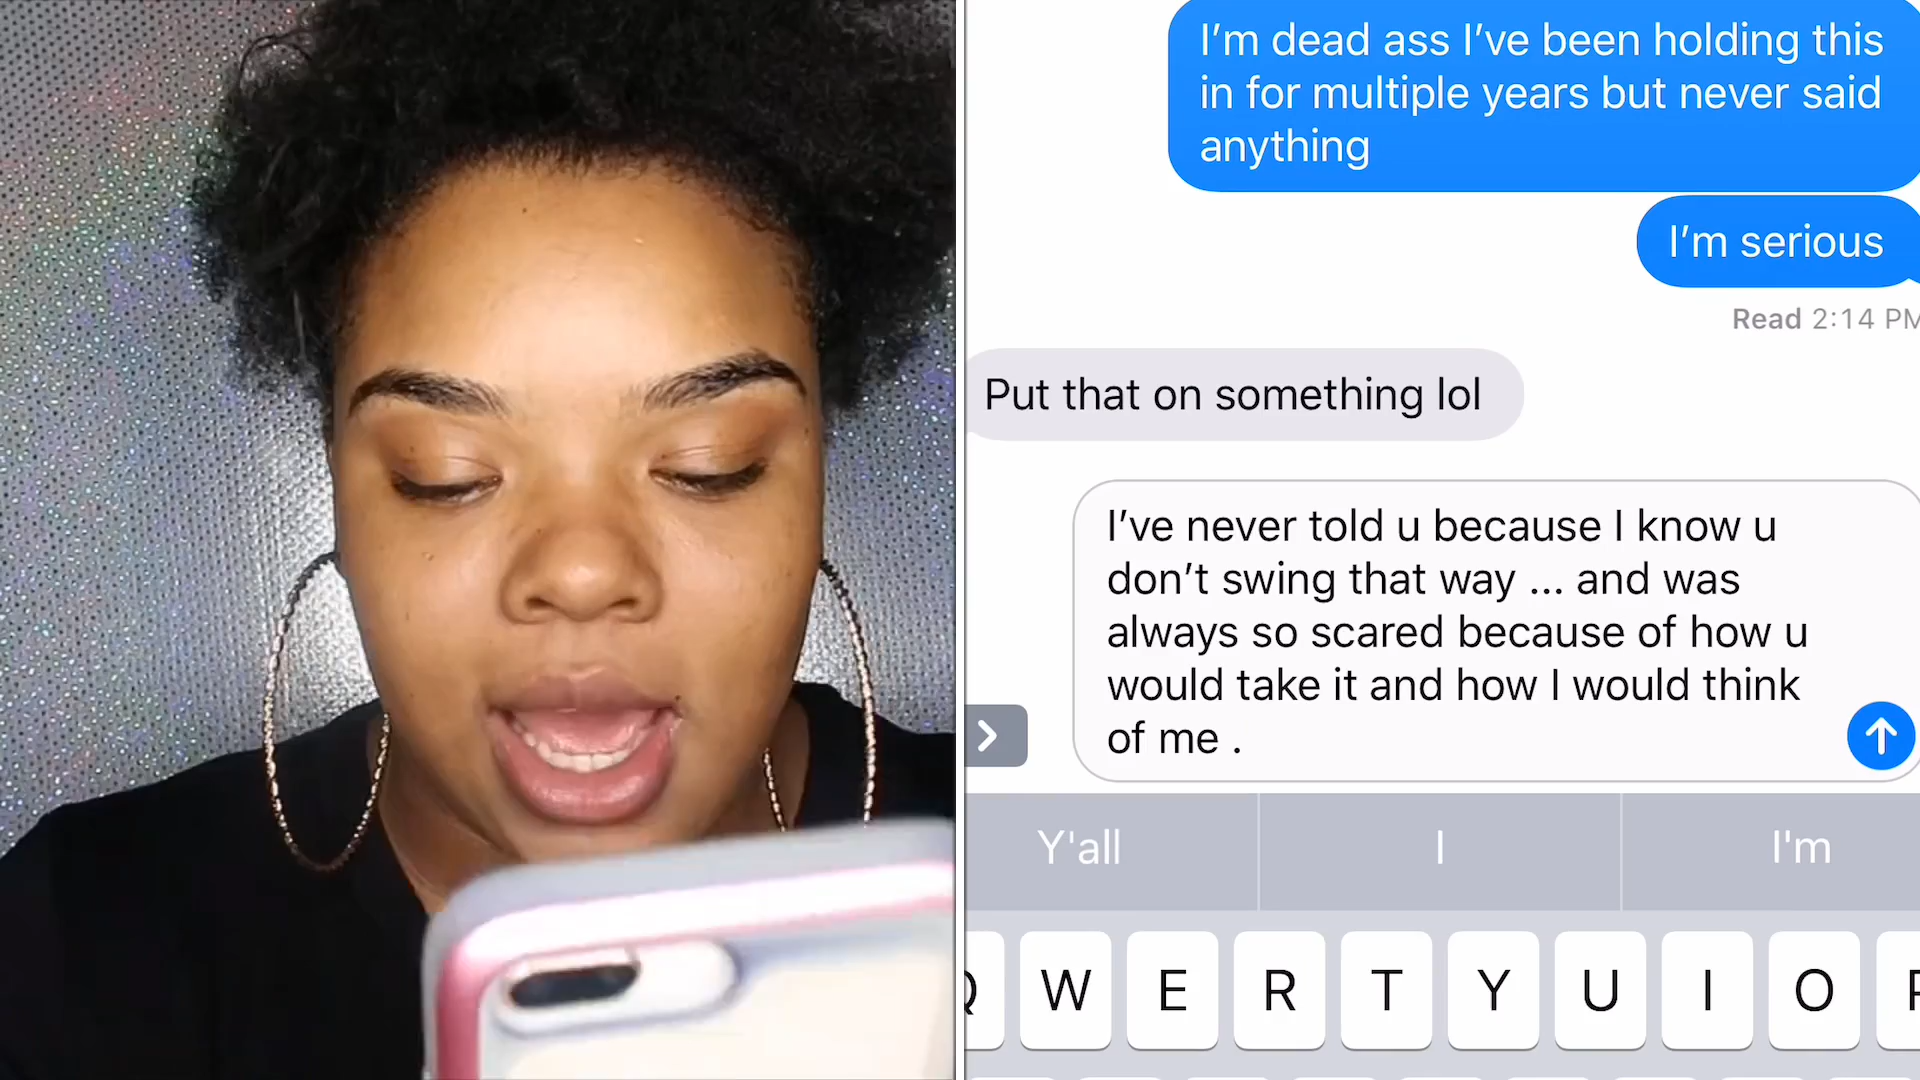 I’m dead ass I’ve been holding this
in for multiple years but never said
anything
I’m serious
Read 2:14 PM
Put that on something lol
I’ve never told u because I know u
don’t swing that way ... and was
always so scared because of how u
would take it and how I would think
of me .
Y'all I I'm
Q W E R T Y U I O P